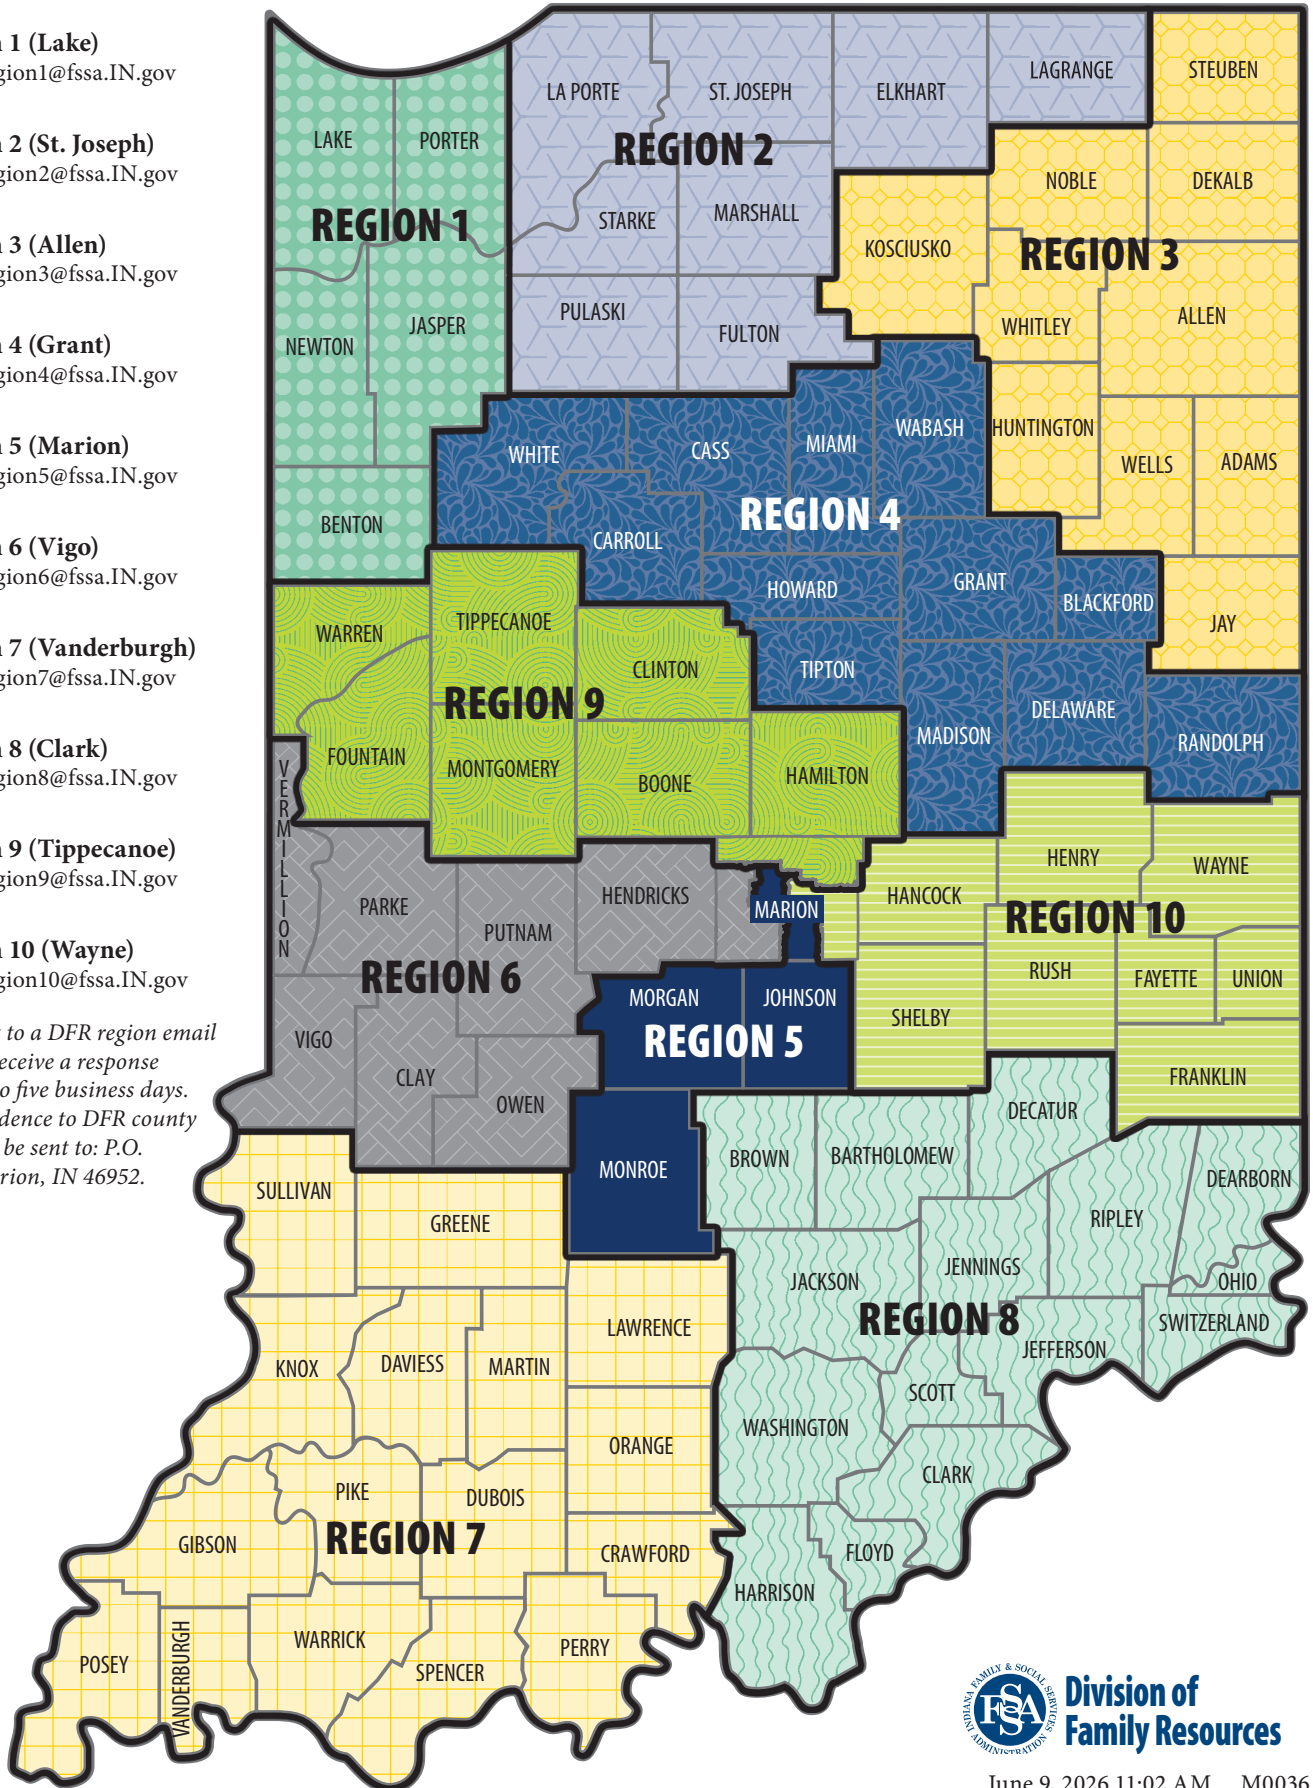 1 (Lake)
gion1@fssa.IN.gov
2 (St. Joseph)
gion2@fssa.IN.gov
3 (Allen)
gion3@fssa.IN.gov
4 (Grant)
gion4@fssa.IN.gov
5 (Marion)
gion5@fssa.IN.gov
6 (Vigo)
gion6@fssa.IN.gov
7 (Vanderburgh)
gion7@fssa.IN.gov
8 (Clark)
gion8@fssa.IN.gov
9 (Tippecanoe)
gion9@fssa.IN.gov
10 (Wayne)
gion10@fssa.IN.gov
to a DFR region email
eceive a response
o five business days.
dence to DFR county
be sent to: P.O.
rion, IN 46952.
LAKE
PORTER
REGION 1
NEWTON
JASPER
BENTON
LA PORTE
ST. JOSEPH
ELKHART
LAGRANGE
REGION 2
STARKE
MARSHALL
PULASKI
FULTON
STEUBEN
NOBLE
DEKALB
KOSCIUSKO
REGION 3
WHITLEY
ALLEN
HUNTINGTON
WELLS
ADAMS
JAY
WHITE
CASS
MIAMI
WABASH
REGION 4
CARROLL
HOWARD
GRANT
BLACKFORD
TIPTON
MADISON
DELAWARE
RANDOLPH
WARREN
TIPPECANOE
CLINTON
REGION 9
FOUNTAIN
MONTGOMERY
BOONE
HAMILTON
VERMILLION
PARKE
PUTNAM
HENDRICKS
REGION 6
VIGO
CLAY
OWEN
MARION
MORGAN
JOHNSON
REGION 5
MONROE
HENRY
WAYNE
HANCOCK
REGION 10
RUSH
FAYETTE
UNION
SHELBY
FRANKLIN
DECATUR
BROWN
BARTHOLOMEW
DEARBORN
RIPLEY
JENNINGS
JACKSON
OHIO
REGION 8
SWITZERLAND
JEFFERSON
SCOTT
WASHINGTON
CLARK
FLOYD
HARRISON
SULLIVAN
GREENE
LAWRENCE
KNOX
DAVIESS
MARTIN
ORANGE
PIKE
DUBOIS
REGION 7
GIBSON
CRAWFORD
WARRICK
PERRY
POSEY
VANDERBURGH
SPENCER
INDIANA FAMILY & SOCIAL SERVICES ADMINISTRATION
FSSA
Division of
Family Resources
June 9, 2026 11:02 AM M0036